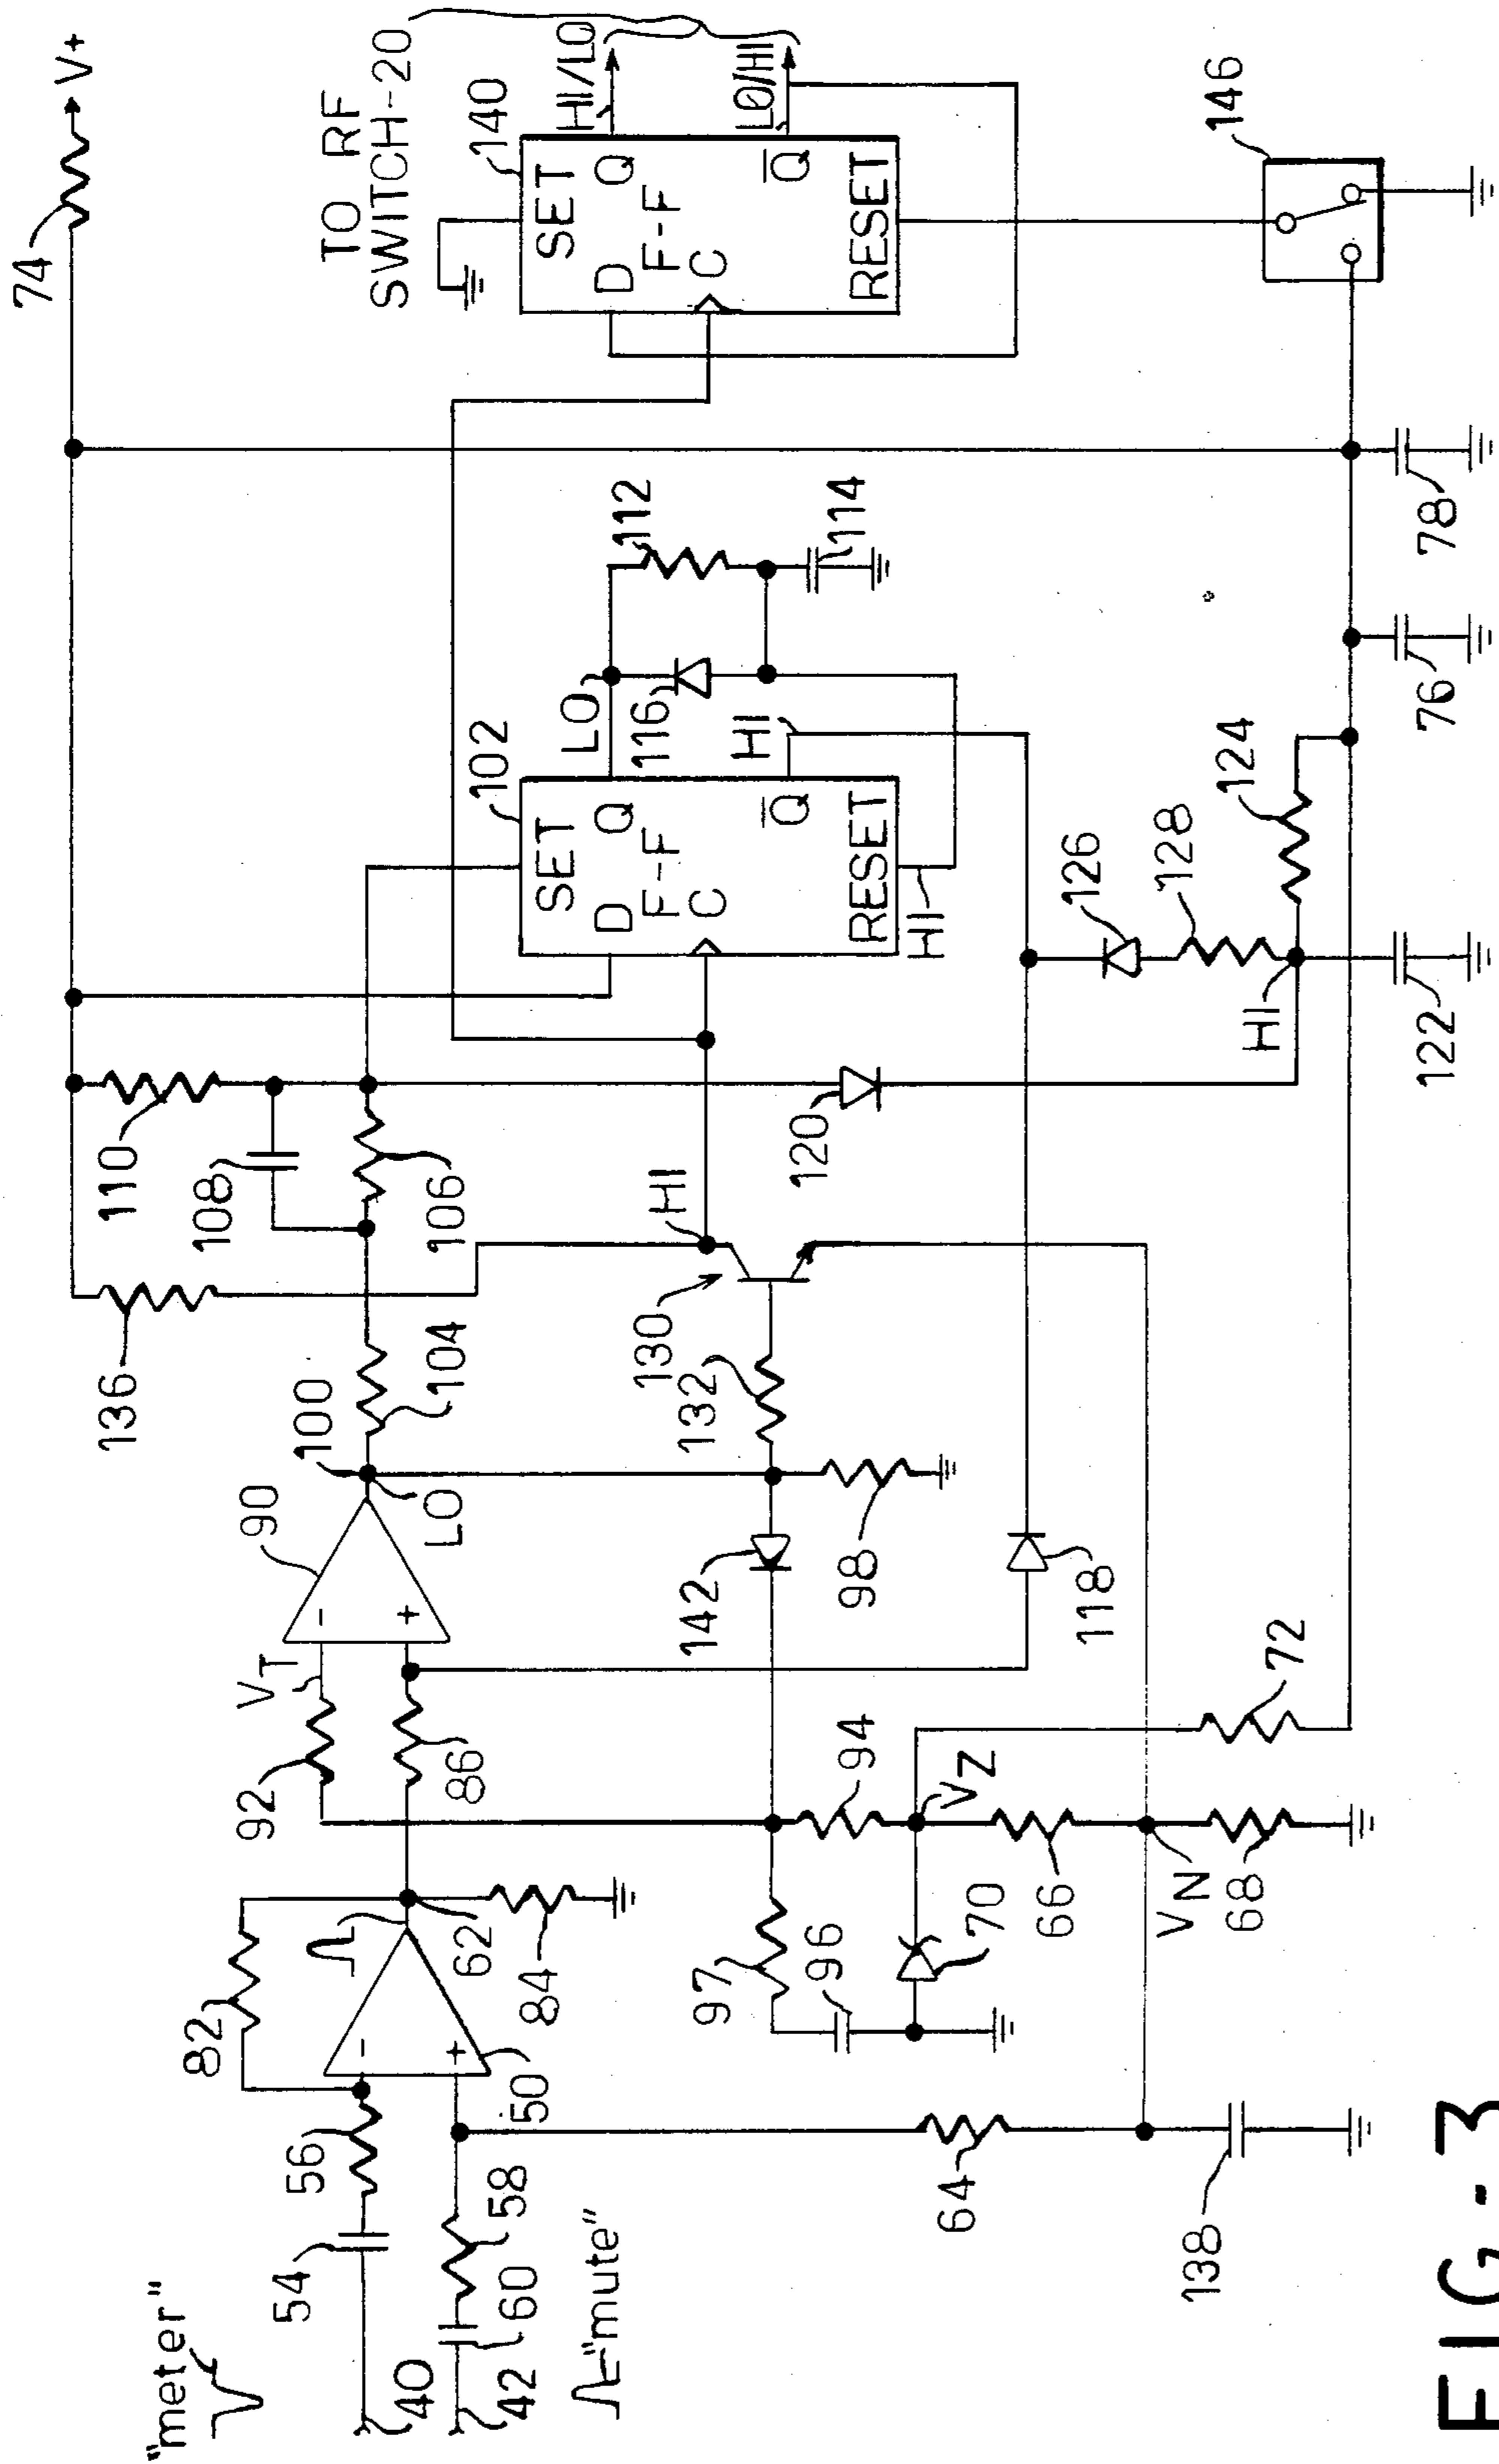 74
V+
TO RF
SWITCH-20
140
SET
D
Q
F-F
C
Q̅
RESET
HI/LO
LO/HI
146
136
110
108
106
104
100
LO
90
VT
92
-
+
86
82
62
84
50
-
+
56
54
"meter"
40
42
60
58
"mute"
HI
130
132
142
98
102
SET
D
Q
F-F
C
Q̅
RESET
LO
116
HI
HI
112
114
120
118
126
128
124
HI
122
76
78
72
94
VZ
97
96
70
66
VN
68
64
138
FIG-3